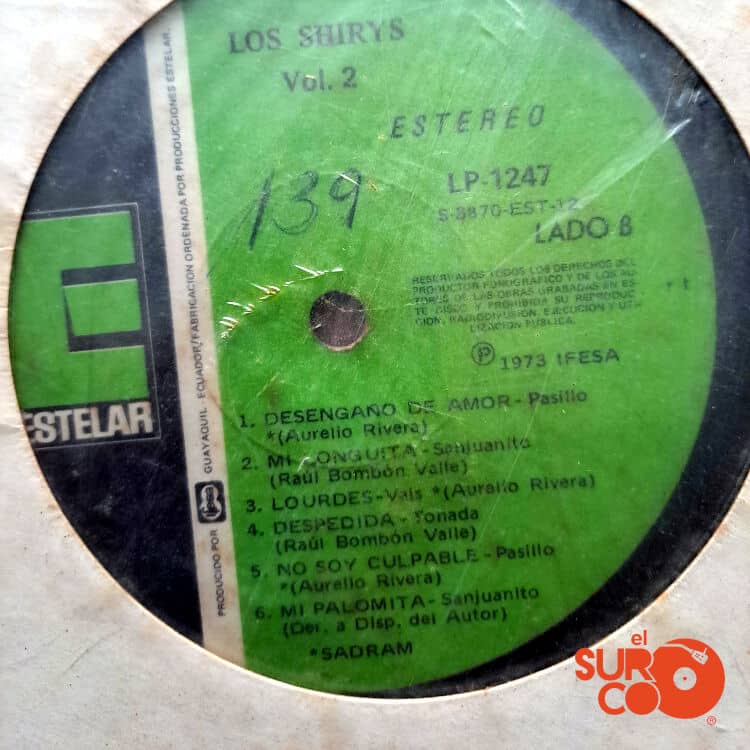 LOS SHIRYS
Vol. 2
ESTEREO
139
LP-1247
S-3870-EST-12
LADO B
RESERVADOS TODOS LOS DERECHOS DEL
PRODUCTOR FONOGRAFICO Y DE LOS AU
TORES DE LAS OBRAS GRABADAS EN ES
TE DISCO Y PROHIBIDA SU REPRODUC
CION, RADIODIFUSION, EJECUCION Y UTI
LIZACION PUBLICA.
Ⓟ 1973 IFESA
1. DESENGAÑO DE AMOR - Pasillo
*(Aurelio Rivera)
2. MI LONGUITA - Sanjuanito
(Raúl Bombón Valle)
3. LOURDES - Vals *(Aurelio Rivera)
4. DESPEDIDA - Tonada
(Raúl Bombón Valle)
5. NO SOY CULPABLE - Pasillo
*(Aurelio Rivera)
6. MI PALOMITA - Sanjuanito
(Der. a Disp. del Autor)
*SADRAM
ESTELAR
PRODUCIDO POR ifesa GUAYAQUIL - ECUADOR/FABRICACION ORDENADA POR PRODUCCIONES ESTELAR.
el
SUR
CO
®